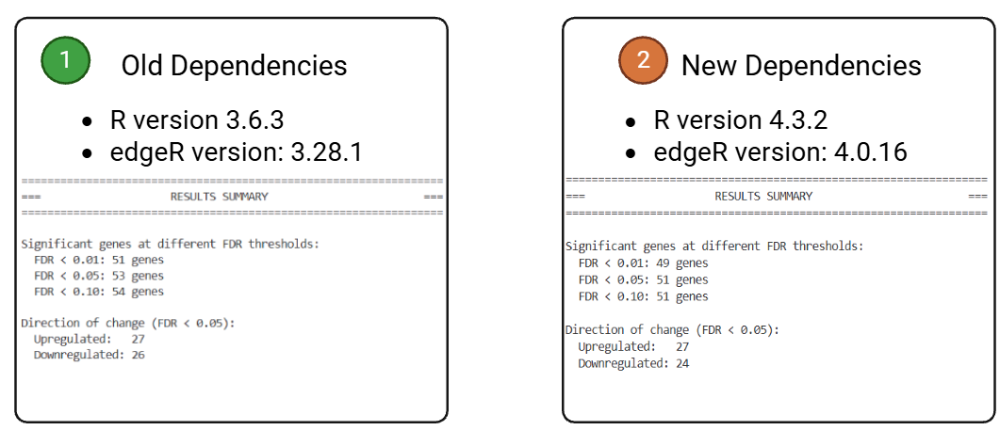 1 Old Dependencies
• R version 3.6.3
• edgeR version: 3.28.1
=================================================================
=== RESULTS SUMMARY ===
=================================================================
Significant genes at different FDR thresholds:
FDR < 0.01: 51 genes
FDR < 0.05: 53 genes
FDR < 0.10: 54 genes
Direction of change (FDR < 0.05):
Upregulated: 27
Downregulated: 26
2 New Dependencies
• R version 4.3.2
• edgeR version: 4.0.16
=================================================================
=== RESULTS SUMMARY ===
=================================================================
Significant genes at different FDR thresholds:
FDR < 0.01: 49 genes
FDR < 0.05: 51 genes
FDR < 0.10: 51 genes
Direction of change (FDR < 0.05):
Upregulated: 27
Downregulated: 24